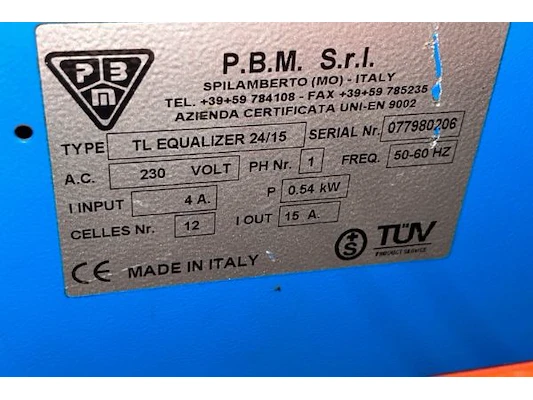 PBM
P.B.M. S.r.l.
SPILAMBERTO (MO) - ITALY
TEL. +39+59 784108 - FAX +39+59 785235
AZIENDA CERTIFICATA UNI-EN 9002
TYPE TL EQUALIZER 24/15 SERIAL Nr. 077980206
A.C. 230 VOLT PH Nr. 1 FREQ. 50-60 HZ
I INPUT 4 A. P 0.54 kW
CELLES Nr. 12 I OUT 15 A.
CE MADE IN ITALY
S TÜV
PRODUCT SERVICE